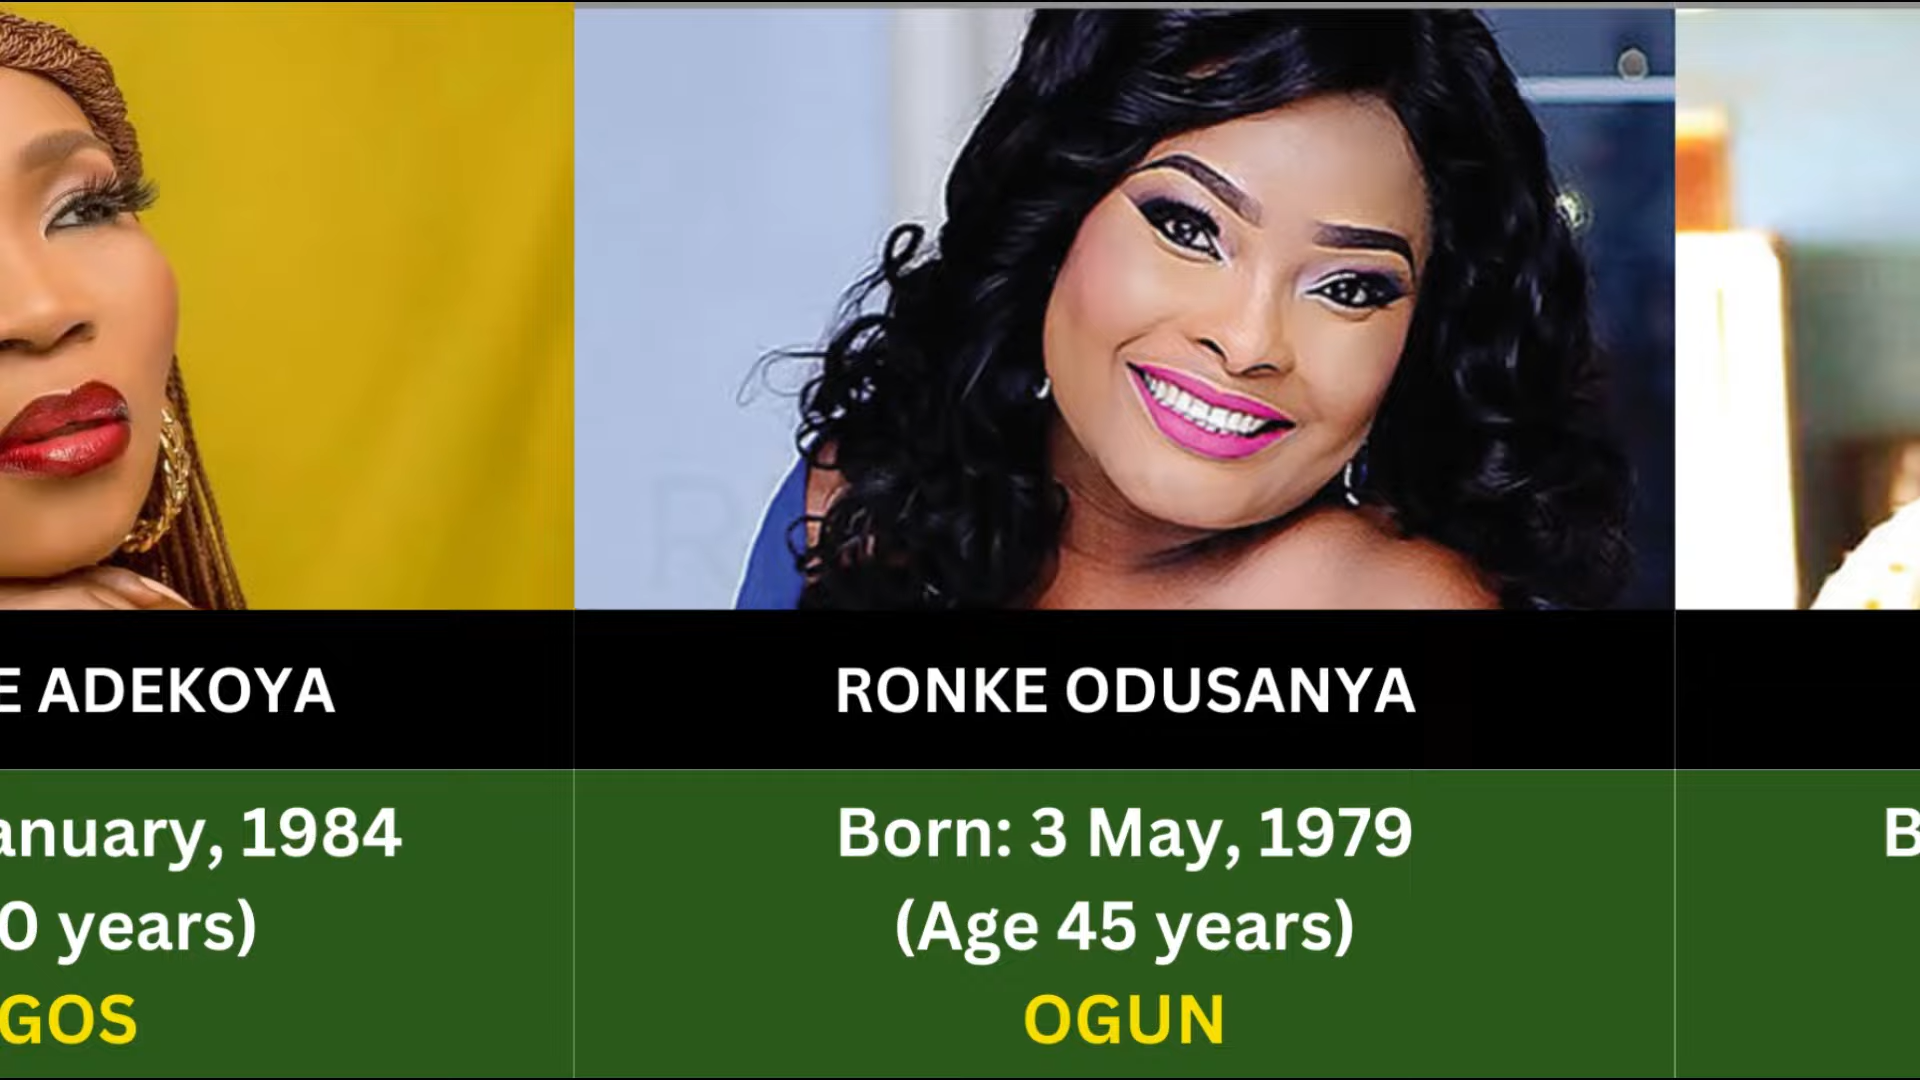 E ADEKOYA
anuary, 1984
0 years)
GOS
RONKE ODUSANYA
Born: 3 May, 1979
(Age 45 years)
OGUN
B